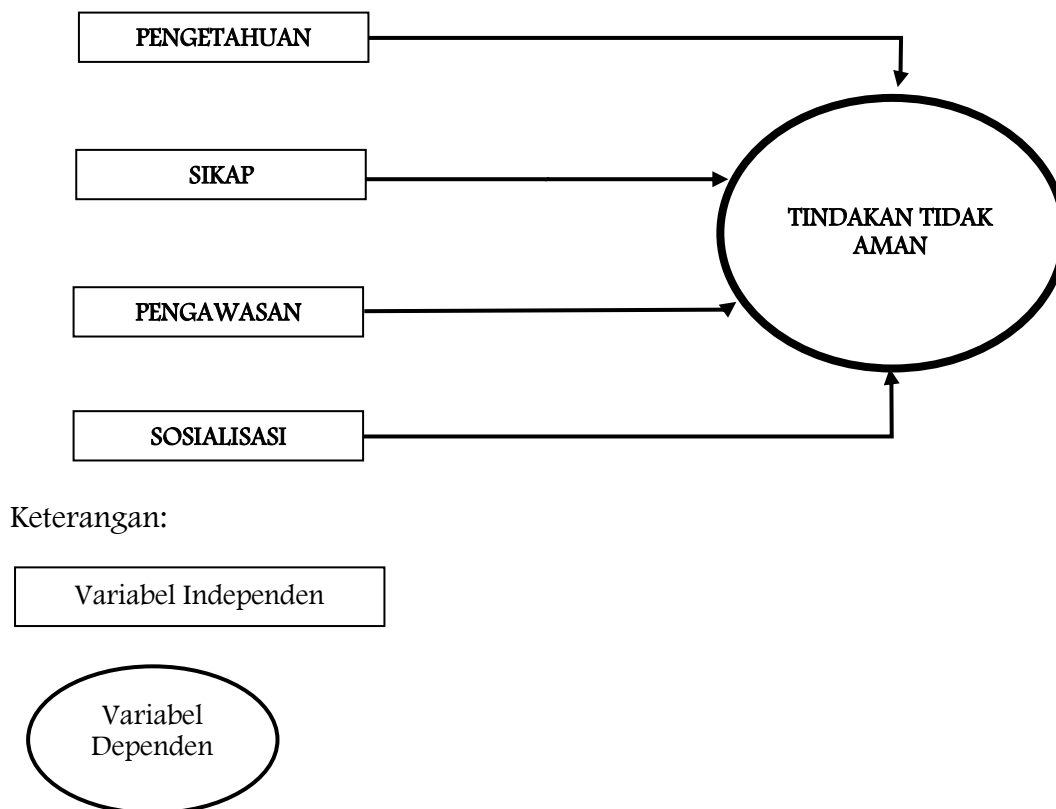 PENGETAHUAN
SIKAP
TINDAKAN TIDAK
AMAN
PENGAWASAN
SOSIALISASI
Keterangan:
Variabel Independen
Variabel
Dependen